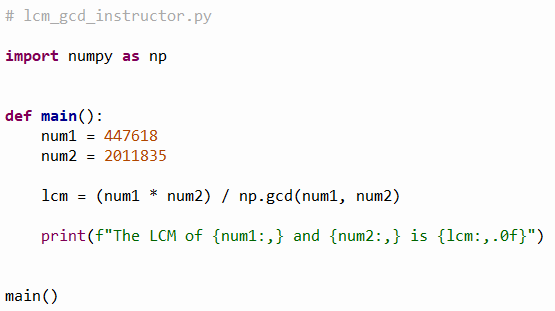 # lcm_gcd_instructor.py
import numpy as np
def main():
    num1 = 447618
    num2 = 2011835
    lcm = (num1 * num2) / np.gcd(num1, num2)
    print(f"The LCM of {num1:,} and {num2:,} is {lcm:,.0f}")
main()